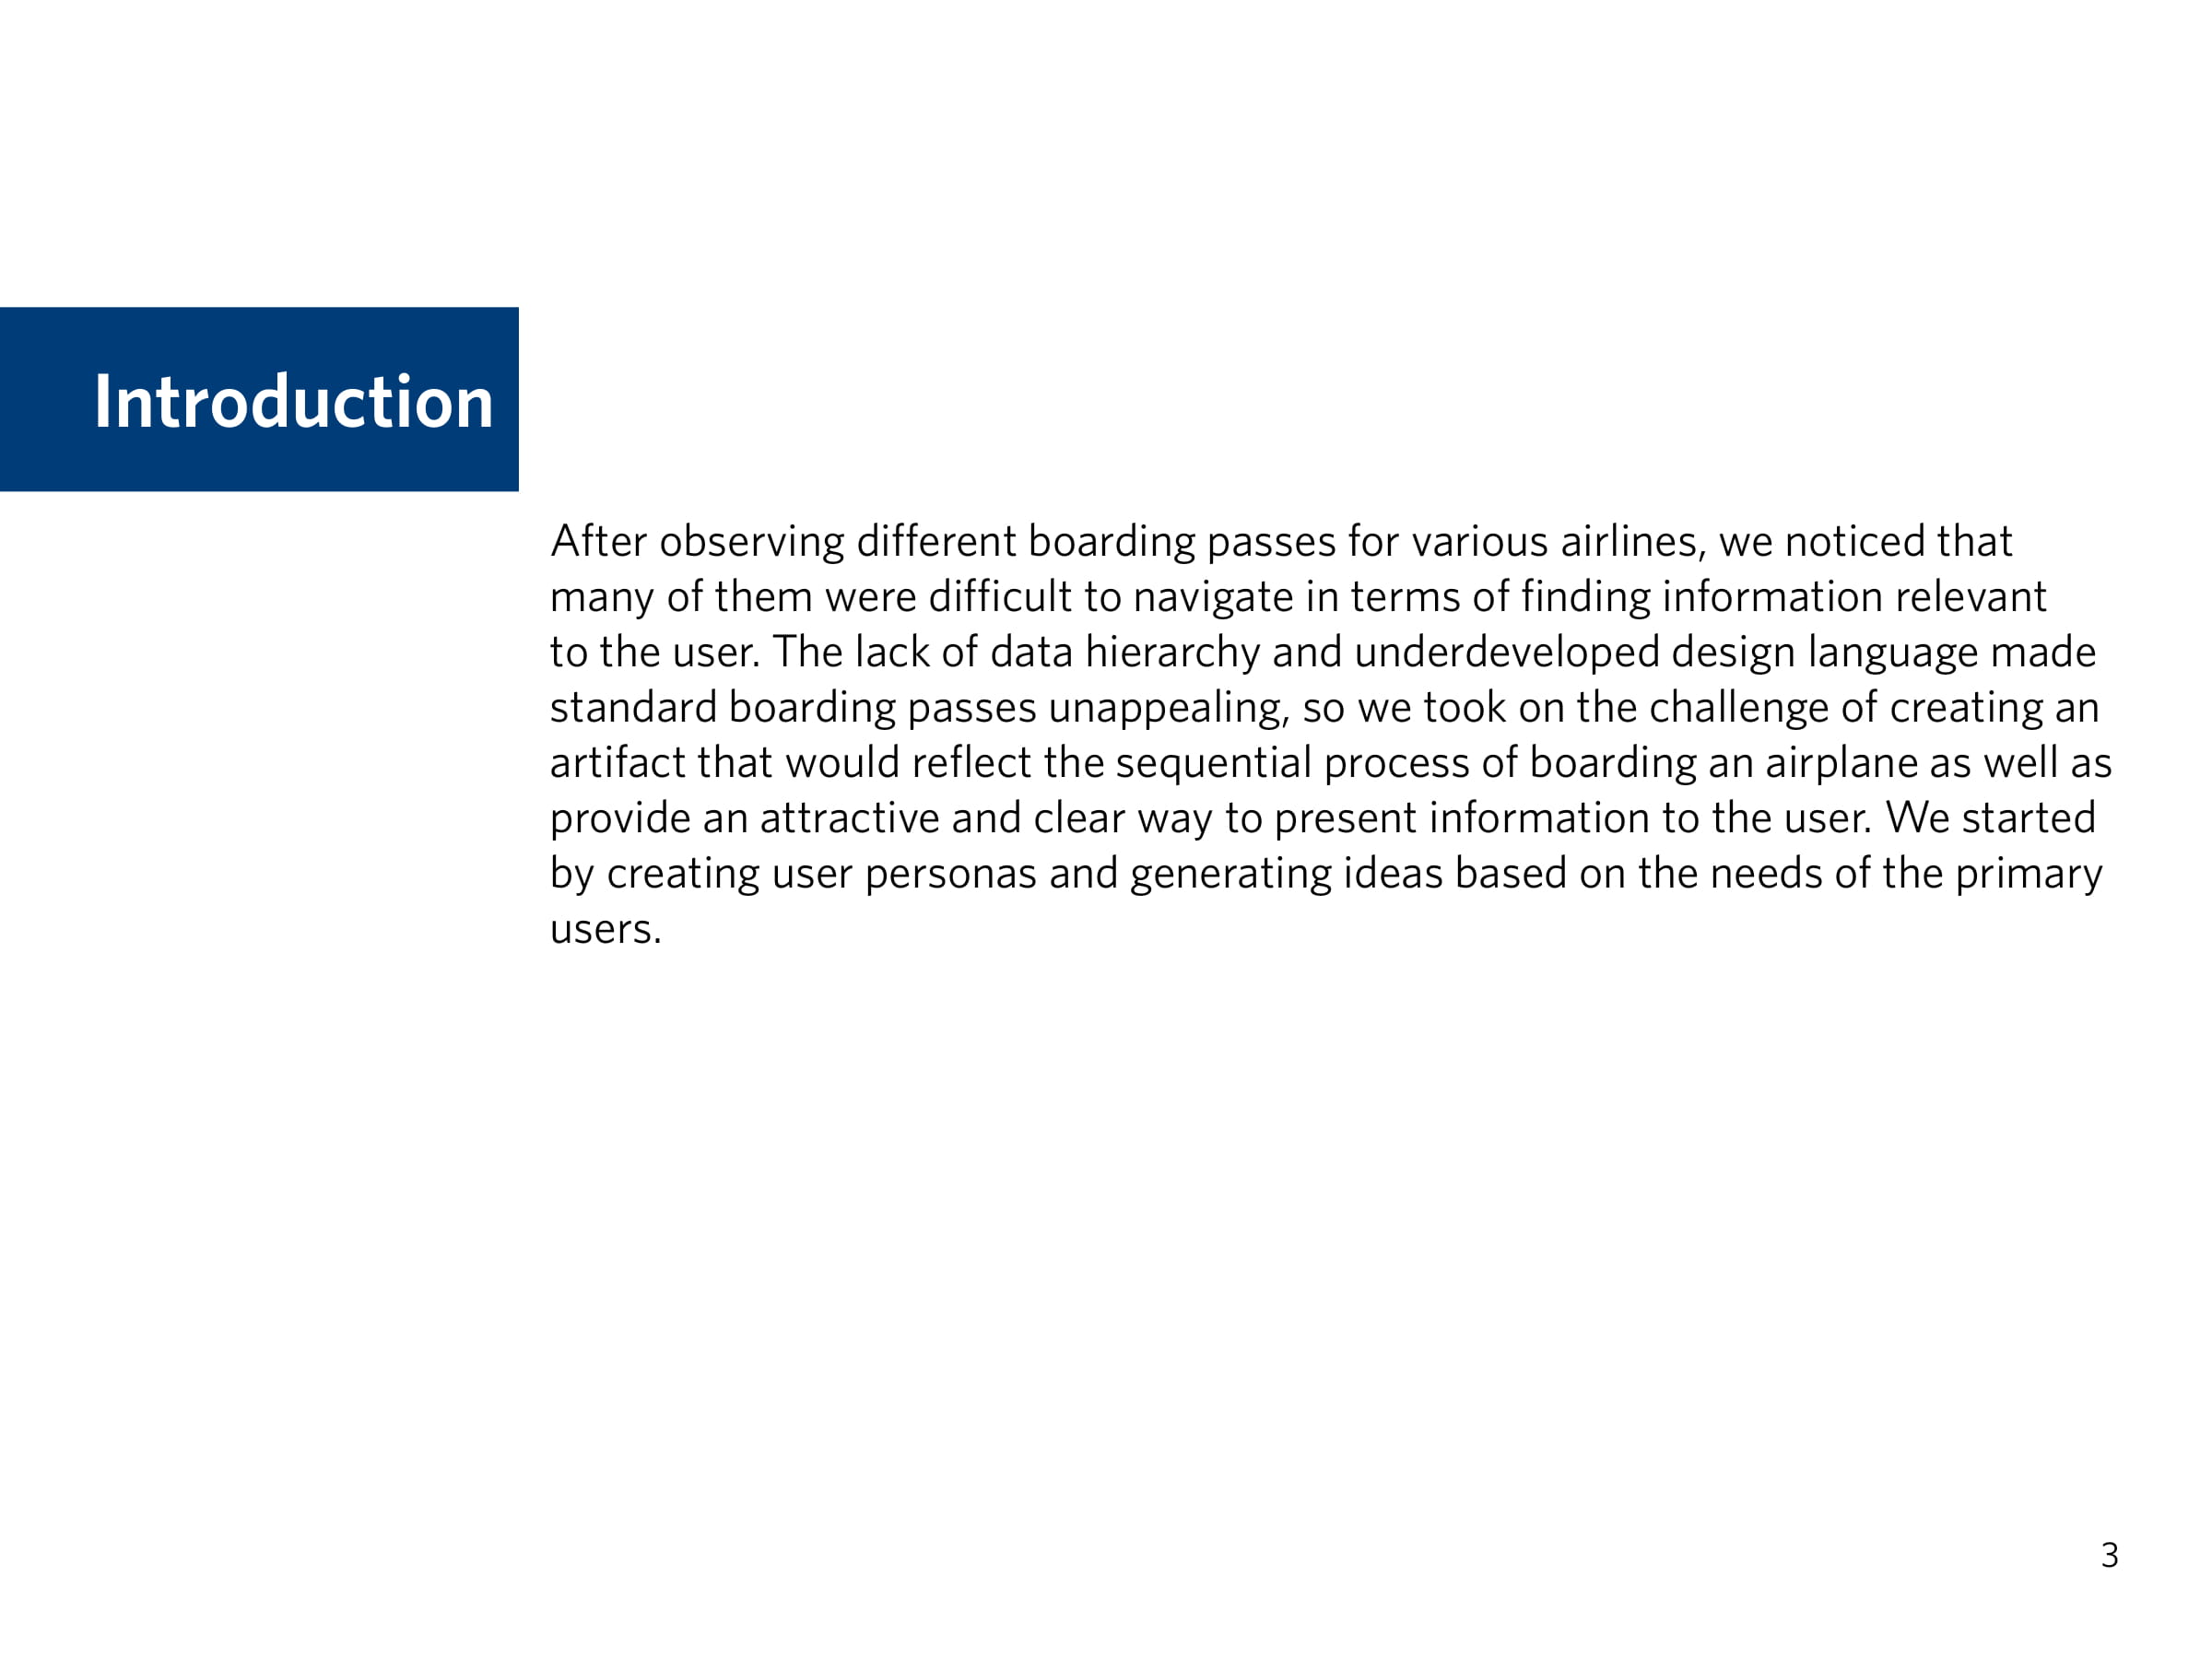 Introduction
After observing different boarding passes for various airlines, we noticed that
many of them were difficult to navigate in terms of finding information relevant
to the user. The lack of data hierarchy and underdeveloped design language made
standard boarding passes unappealing, so we took on the challenge of creating an
artifact that would reflect the sequential process of boarding an airplane as well as
provide an attractive and clear way to present information to the user. We started
by creating user personas and generating ideas based on the needs of the primary
users.
3